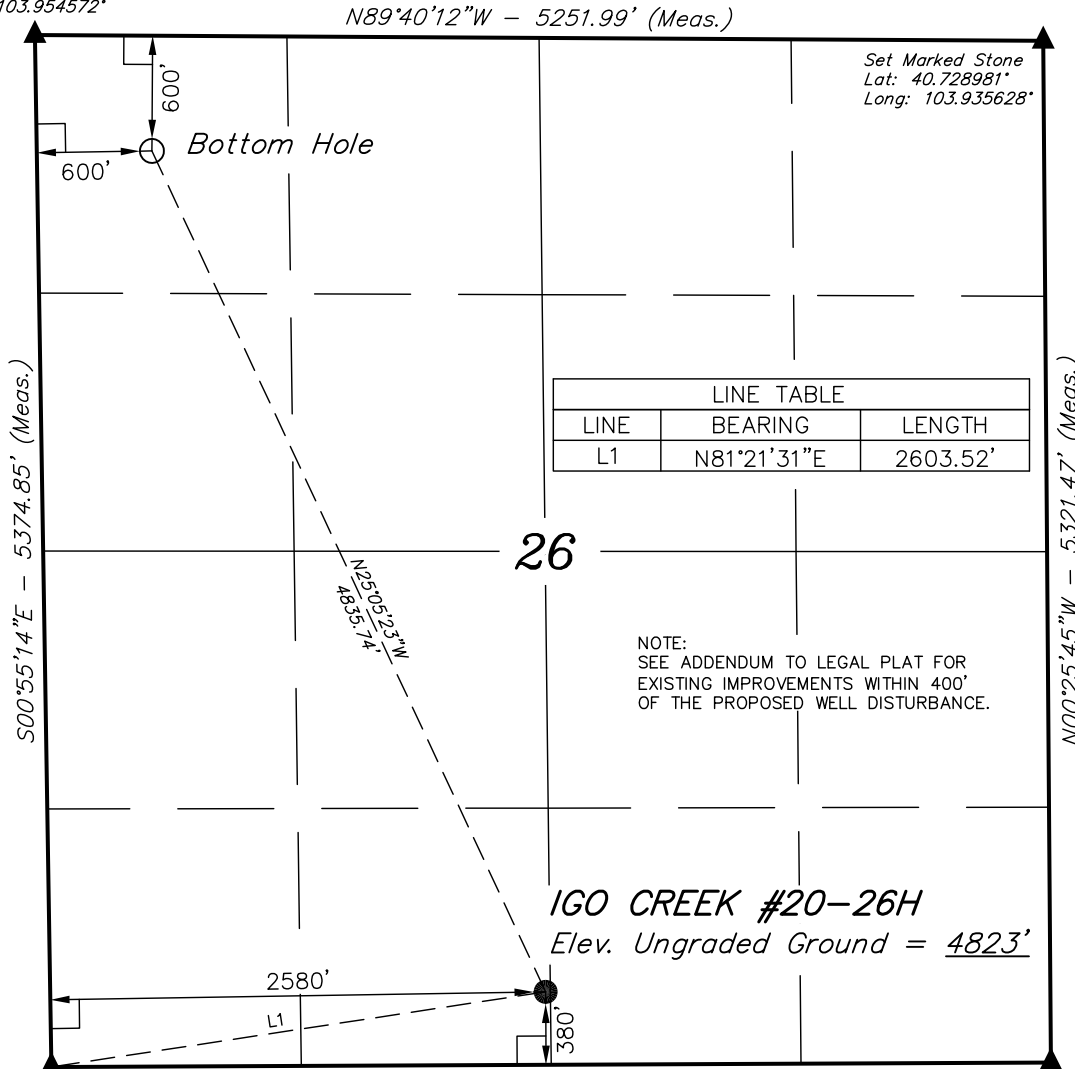 103.954572°
N89°40'12"W – 5251.99' (Meas.)
Set Marked Stone
Lat: 40.728981°
Long: 103.935628°
600'
Bottom Hole
600'
LINE TABLE
LINE BEARING LENGTH
L1 N81°21'31"E 2603.52'
S00°55'14"E – 5374.85' (Meas.)
N00°25'45"W – 5321.47' (Meas.)
26
N25°05'23"W
4835.74'
NOTE:
SEE ADDENDUM TO LEGAL PLAT FOR
EXISTING IMPROVEMENTS WITHIN 400'
OF THE PROPOSED WELL DISTURBANCE.
IGO CREEK #20-26H
Elev. Ungraded Ground = 4823'
2580'
L1
380'